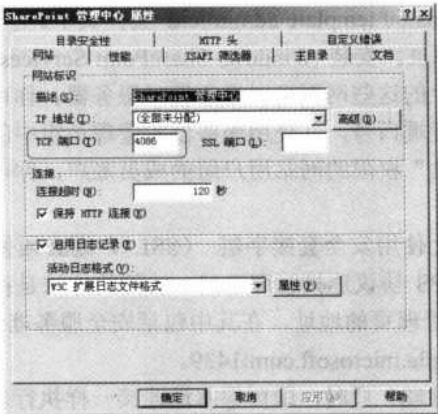 SharePoint 管理中心 属性
目录安全性 HTTP 头 自定义错误
网站 性能 ISAPI 筛选器 主目录 文档
网站标识
描述(S): SharePoint 管理中心
IP 地址(I): (全部未分配) 高级(D)
TCP 端口(T): 4086 SSL 端口(L):
连接
连接超时(N): 120 秒
保持 HTTP 连接(K)
启用日志记录(E)
活动日志格式(V):
W3C 扩展日志文件格式 属性(P)
确定 取消 应用(A) 帮助